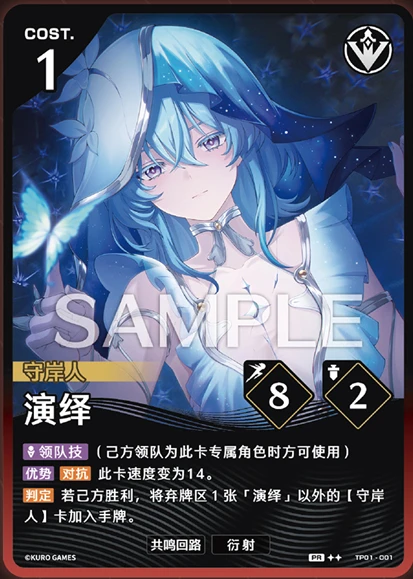 COST.
1
SAMPLE
守岸人
演绎
8
2
领队技（己方领队为此卡专属角色时方可使用）
优势 对抗 此卡速度变为14。
判定 若己方胜利，将弃牌区1张「演绎」以外的【守岸
人】卡加入手牌。
共鸣回路 衍射
©KURO GAMES
PR
TP01-001